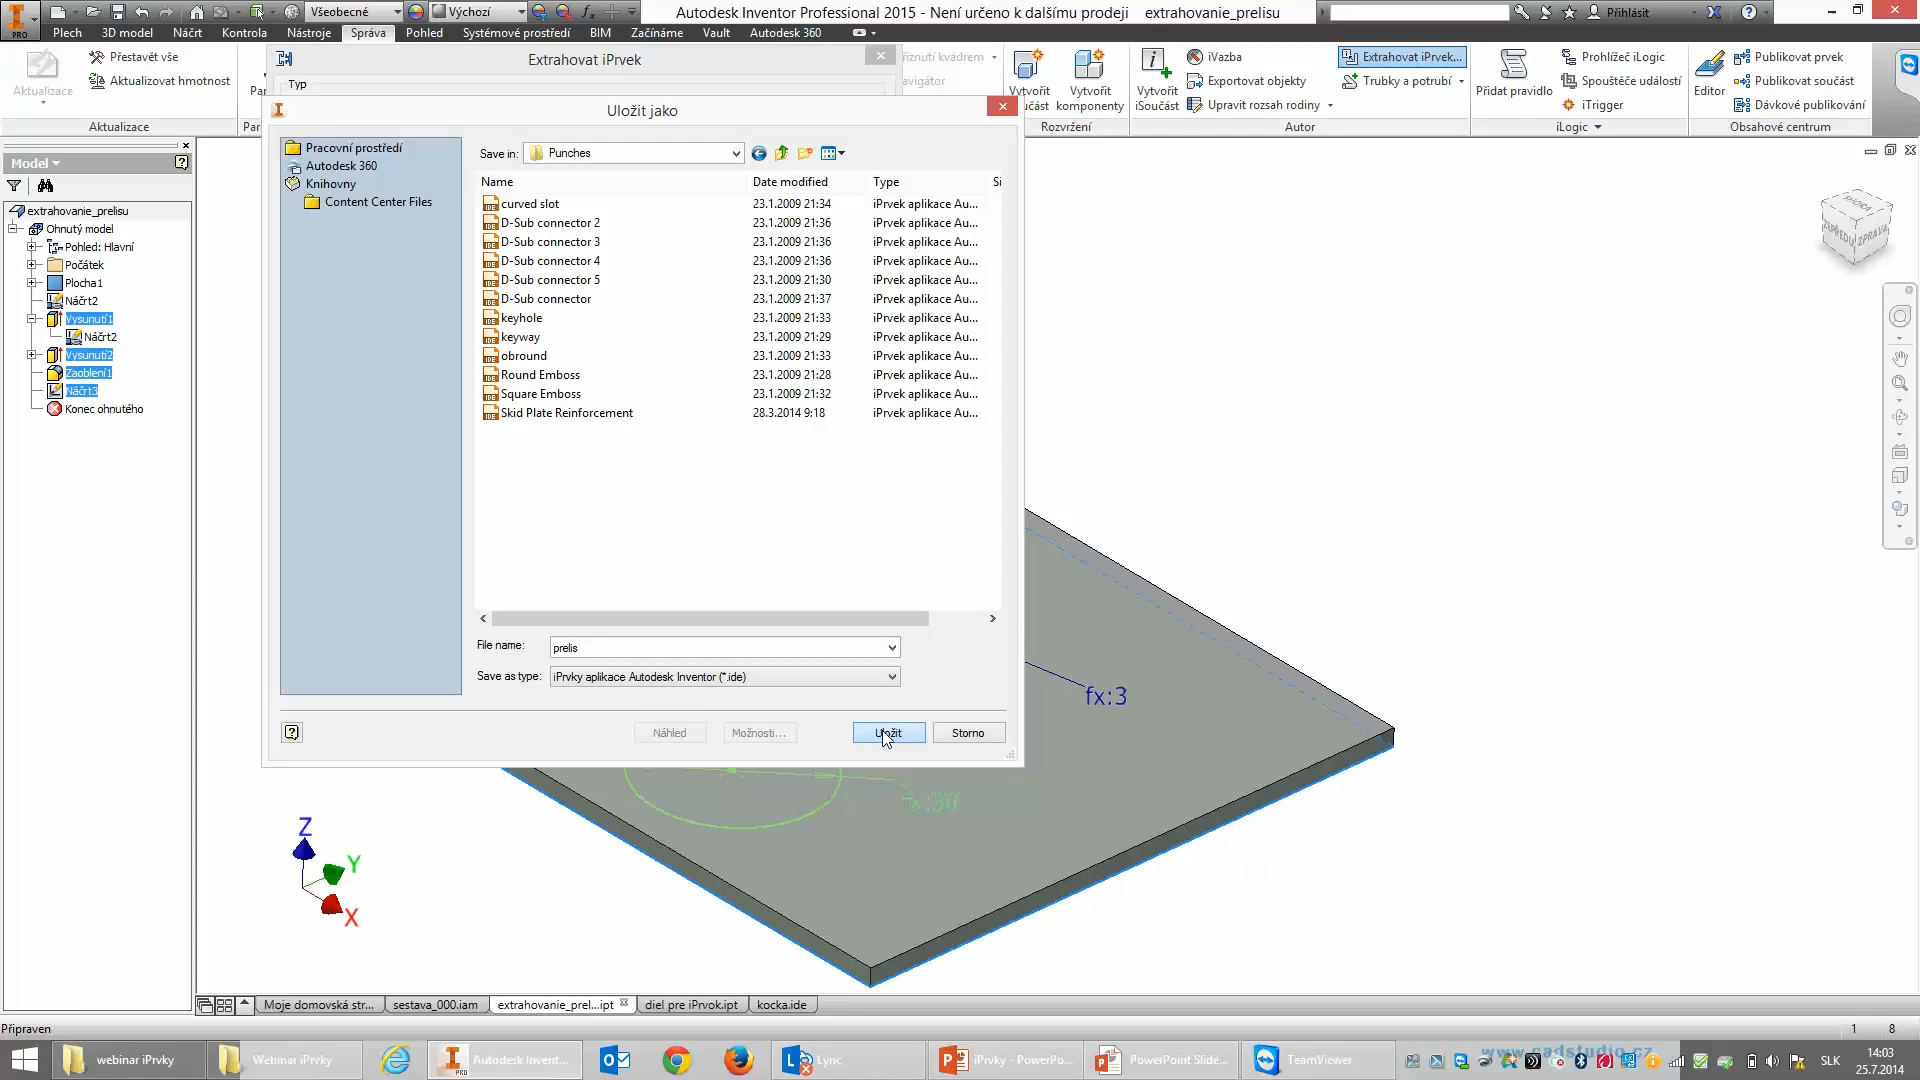 Všeobecné
Výchozí
Autodesk Inventor Professional 2015 - Není určeno k dalšímu prodeji extrahovanie_prelisu
Přihlásit
PRO
Plech
3D model
Náčrt
Kontrola
Nástroje
Správa
Pohled
Systémové prostředí
BIM
Začínáme
Vault
Autodesk 360
Aktualizace
Přestavět vše
Aktualizovat hmotnost
Aktualizace
Extrahovat iPrvek
Typ
Vytvořit
Vytvořit
komponenty
Rozvržení
Vytvořit
iSoučást
iVazba
Exportovat objekty
Upravit rozsah rodiny
Extrahovat iPrvek...
Trubky a potrubí
Autor
Přidat pravidlo
Prohlížeč iLogic
Spouštěče událostí
iTrigger
iLogic
Editor
Publikovat prvek
Publikovat součást
Dávkové publikování
Obsahové centrum
Model
extrahovanie_prelisu
Ohnutý model
Pohled: Hlavní
Počátek
Plocha1
Náčrt2
Vysunutí1
Náčrt2
Vysunutí2
Zaoblení1
Náčrt3
Konec ohnutého
Uložit jako
Pracovní prostředí
Autodesk 360
Knihovny
Content Center Files
Save in: Punches
Name Date modified Type Si
curved slot 23.1.2009 21:34 iPrvek aplikace Au...
D-Sub connector 2 23.1.2009 21:36 iPrvek aplikace Au...
D-Sub connector 3 23.1.2009 21:36 iPrvek aplikace Au...
D-Sub connector 4 23.1.2009 21:36 iPrvek aplikace Au...
D-Sub connector 5 23.1.2009 21:30 iPrvek aplikace Au...
D-Sub connector 23.1.2009 21:37 iPrvek aplikace Au...
keyhole 23.1.2009 21:33 iPrvek aplikace Au...
keyway 23.1.2009 21:29 iPrvek aplikace Au...
obround 23.1.2009 21:33 iPrvek aplikace Au...
Round Emboss 23.1.2009 21:28 iPrvek aplikace Au...
Square Emboss 23.1.2009 21:32 iPrvek aplikace Au...
Skid Plate Reinforcement 28.3.2014 9:18 iPrvek aplikace Au...
File name: prelis
Save as type: iPrvky aplikace Autodesk Inventor (*.ide)
Náhled
Možnosti...
Uložit
Storno
ZEPŘEDU
ZPRAVA
fx:3
Z
Y
X
Moje domovská str...
sestava_000.iam
extrahovanie_prel...ipt
diel pre iPrvok.ipt
kocka.ide
Připraven
1 8
webinar iPrvky
Webinar iPrvky
Autodesk Invent...
Lync
iPrvky - PowerPo...
PowerPoint Slide...
TeamViewer
www.cadstudio.cz
SLK
14:03
25.7.2014